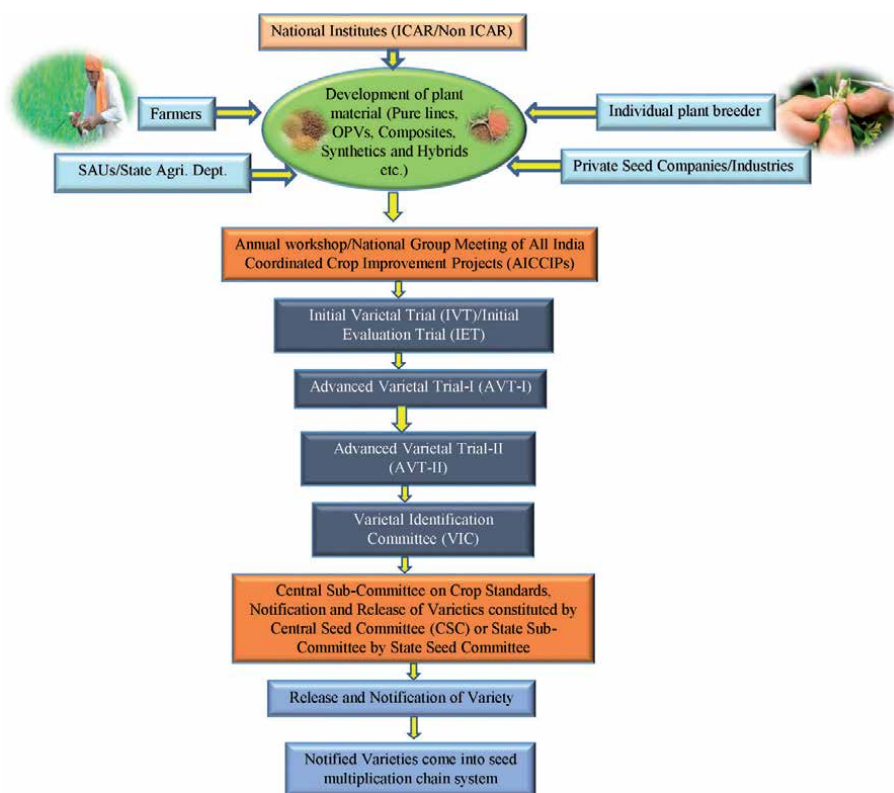 National Institutes (ICAR/Non ICAR)
Farmers
Development of plant
material (Pure lines,
OPVs, Composites,
Synthetics and Hybrids
etc.)
Individual plant breeder
SAUs/State Agri. Dept.
Private Seed Companies/Industries
Annual workshop/National Group Meeting of All India
Coordinated Crop Improvement Projects (AICCIPs)
Initial Varietal Trial (IVT)/Initial
Evaluation Trial (IET)
Advanced Varietal Trial-I (AVT-I)
Advanced Varietal Trial-II
(AVT-II)
Varietal Identification
Committee (VIC)
Central Sub-Committee on Crop Standards,
Notification and Release of Varieties constituted by
Central Seed Committee (CSC) or State Sub-
Committee by State Seed Committee
Release and Notification of Variety
Notified Varieties come into seed
multiplication chain system